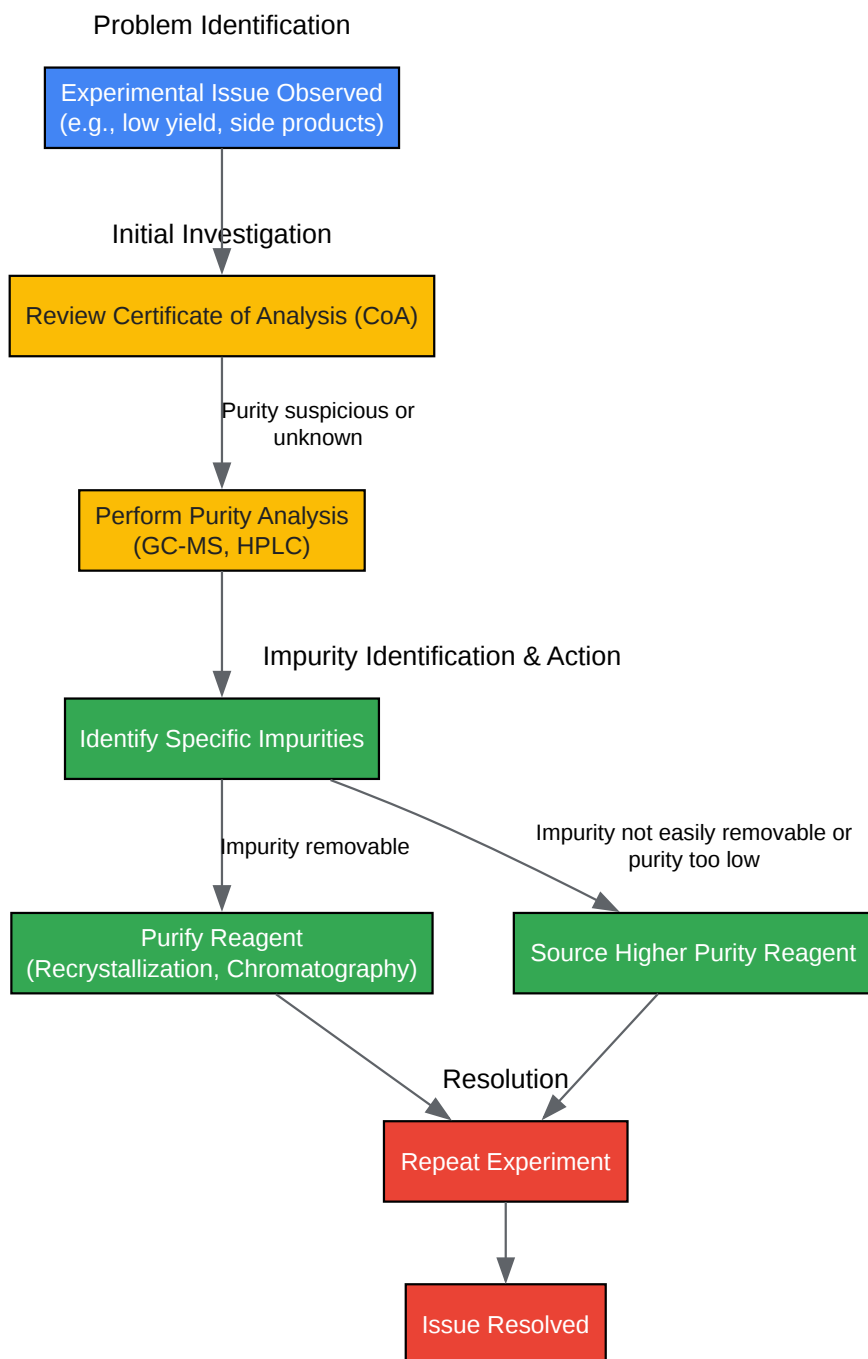 Problem Identification
Experimental Issue Observed
(e.g., low yield, side products)
Initial Investigation
Review Certificate of Analysis (CoA)
Purity suspicious or
unknown
Perform Purity Analysis
(GC-MS, HPLC)
Impurity Identification & Action
Identify Specific Impurities
Impurity removable
Impurity not easily removable or
purity too low
Purify Reagent
(Recrystallization, Chromatography)
Source Higher Purity Reagent
Resolution
Repeat Experiment
Issue Resolved